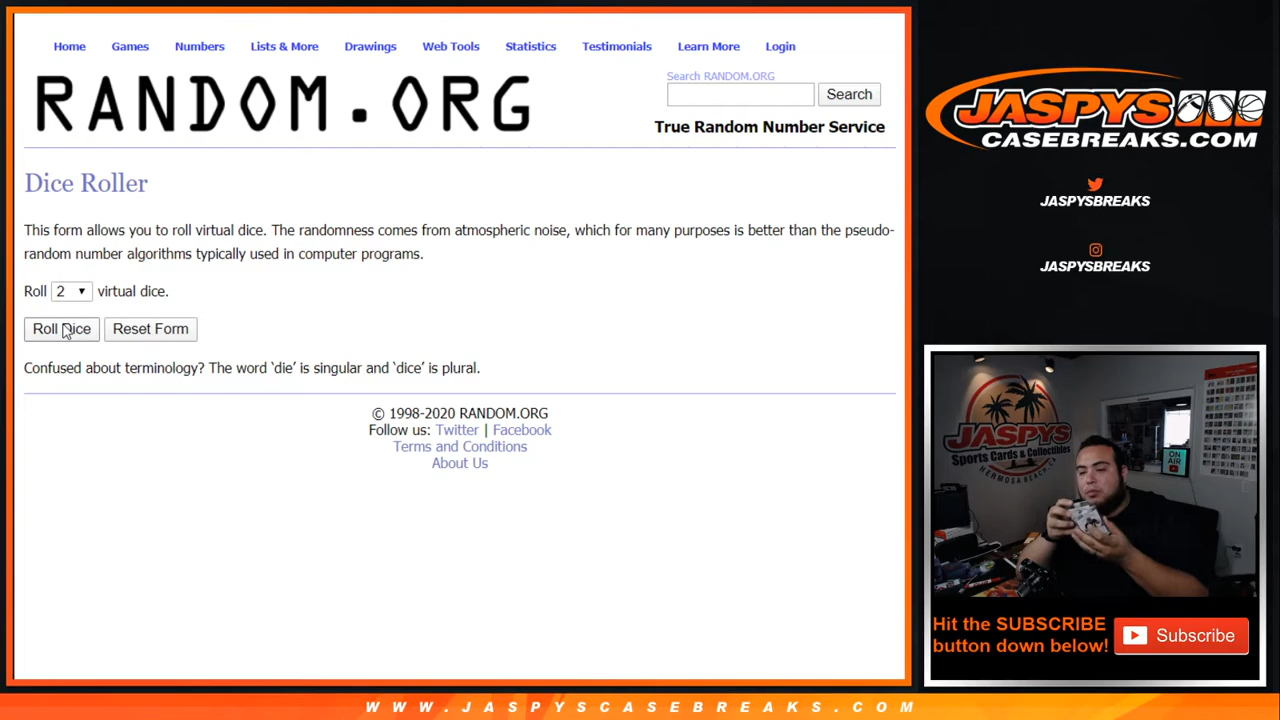 Home Games Numbers Lists & More Drawings Web Tools Statistics Testimonials Learn More Login
RANDOM.ORG
Search RANDOM.ORG
Search
True Random Number Service
Dice Roller
This form allows you to roll virtual dice. The randomness comes from atmospheric noise, which for many purposes is better than the pseudo-
random number algorithms typically used in computer programs.
Roll 2 virtual dice.
Roll Dice Reset Form
Confused about terminology? The word ‘die’ is singular and ‘dice’ is plural.
© 1998-2020 RANDOM.ORG
Follow us: Twitter | Facebook
Terms and Conditions
About Us
JASPYS
CASEBREAKS.COM
JASPYSBREAKS
JASPYSBREAKS
JASPYS
Sports Cards & Collectibles
HERMOSA BEACH, CA
ON
AIR
Hit the SUBSCRIBE
button down below!
Subscribe
WWW.JASPYSCASEBREAKS.COM